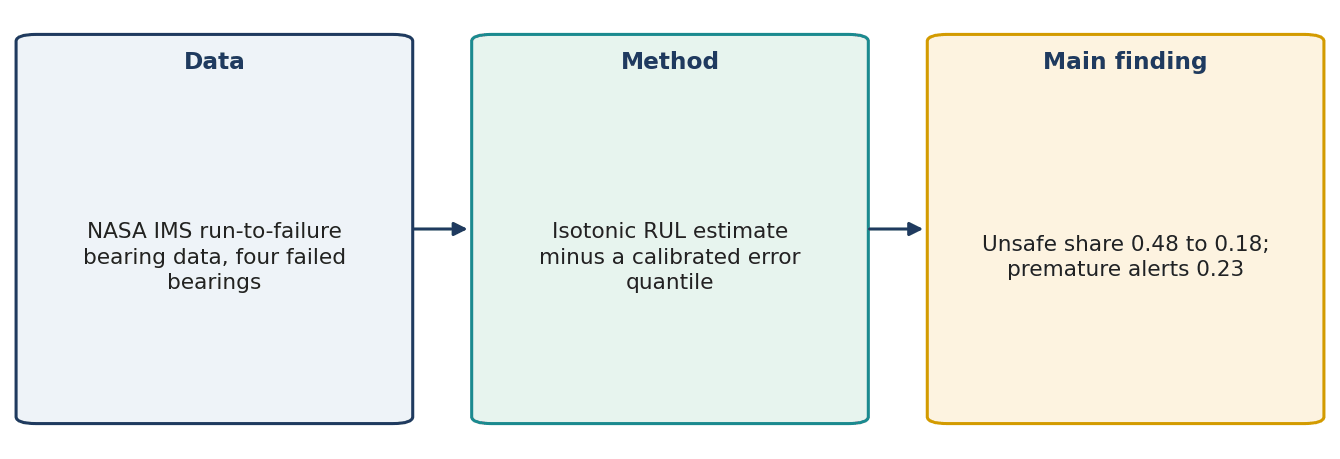 Data
NASA IMS run-to-failure
bearing data, four failed
bearings
Method
Isotonic RUL estimate
minus a calibrated error
quantile
Main finding
Unsafe share 0.48 to 0.18;
premature alerts 0.23